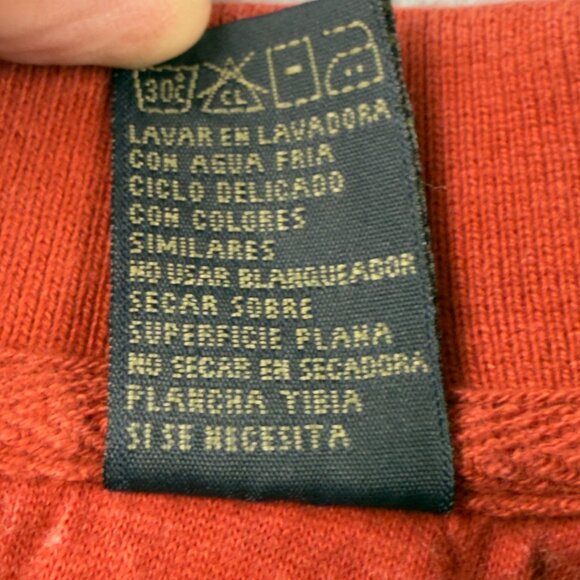 30c CL
LAVAR EN LAVADORA
CON AGUA FRIA
CICLO DELICADO
CON COLORES
SIMILARES
NO USAR BLANQUEADOR
SECAR SOBRE
SUPERFICIE PLANA
NO SECAR EN SECADORA
PLANCHA TIBIA
SI SE NECESITA